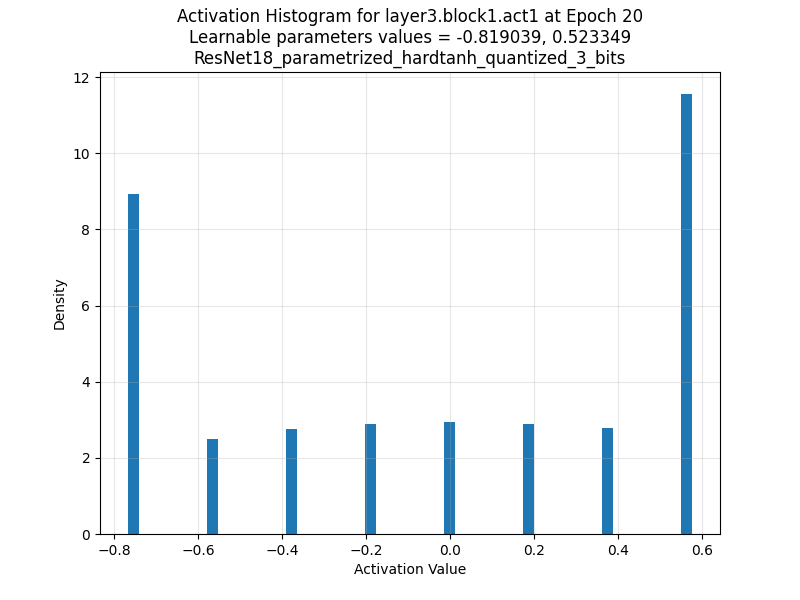 Activation Histogram for layer3.block1.act1 at Epoch 20
Learnable parameters values = -0.819039, 0.523349
ResNet18_parametrized_hardtanh_quantized_3_bits
12
10
8
6
4
2
0
Density
−0.8 −0.6 −0.4 −0.2 0.0 0.2 0.4 0.6
Activation Value